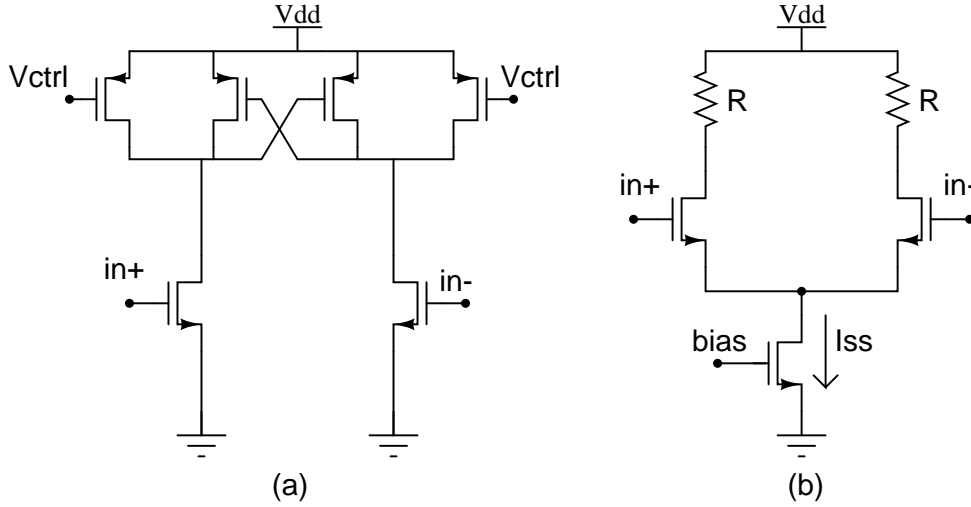 Vdd
Vctrl
Vctrl
in+
in-
(a)
Vdd
R
R
in+
in-
bias
Iss
(b)